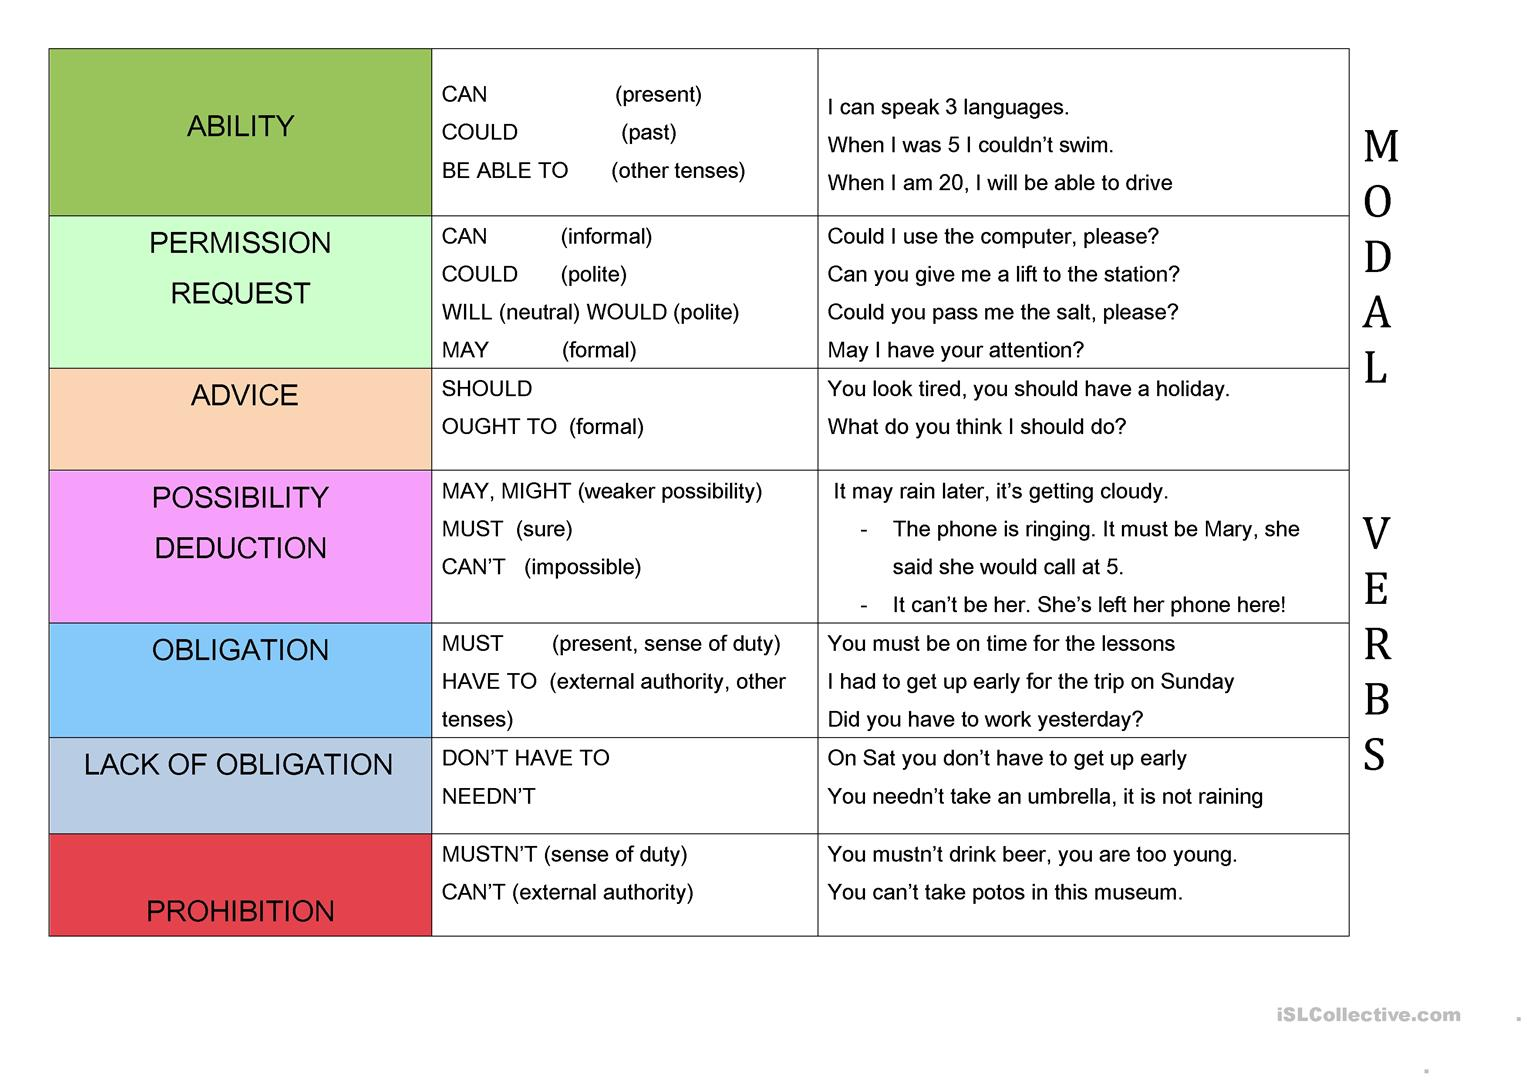 ABILITY
CAN (present)
COULD (past)
BE ABLE TO (other tenses)
I can speak 3 languages.
When I was 5 I couldn’t swim.
When I am 20, I will be able to drive
PERMISSION
REQUEST
CAN (informal)
COULD (polite)
WILL (neutral) WOULD (polite)
MAY (formal)
Could I use the computer, please?
Can you give me a lift to the station?
Could you pass me the salt, please?
May I have your attention?
ADVICE
SHOULD
OUGHT TO (formal)
You look tired, you should have a holiday.
What do you think I should do?
POSSIBILITY
DEDUCTION
MAY, MIGHT (weaker possibility)
MUST (sure)
CAN’T (impossible)
It may rain later, it’s getting cloudy.
- The phone is ringing. It must be Mary, she
said she would call at 5.
- It can’t be her. She’s left her phone here!
OBLIGATION
MUST (present, sense of duty)
HAVE TO (external authority, other
tenses)
You must be on time for the lessons
I had to get up early for the trip on Sunday
Did you have to work yesterday?
LACK OF OBLIGATION
DON’T HAVE TO
NEEDN’T
On Sat you don’t have to get up early
You needn’t take an umbrella, it is not raining
PROHIBITION
MUSTN’T (sense of duty)
CAN’T (external authority)
You mustn’t drink beer, you are too young.
You can’t take potos in this museum.
MODAL
VERBS
iSLCollective.com